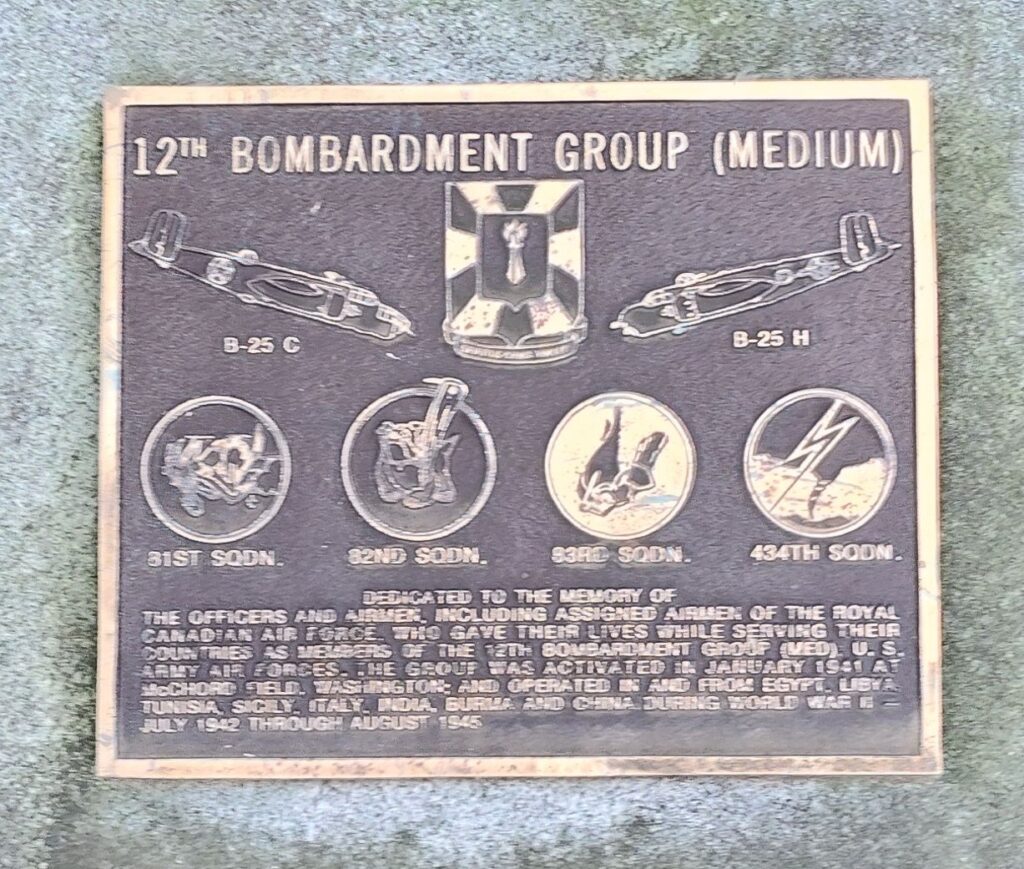 12TH BOMBARDMENT GROUP (MEDIUM)
B-25 C
B-25 H
81ST SQDN.
82ND SQDN.
83RD SQDN.
434TH SQDN.
DEDICATED TO THE MEMORY OF
THE OFFICERS AND AIRMEN, INCLUDING ASSIGNED AIRMEN OF THE ROYAL
CANADIAN AIR FORCE, WHO GAVE THEIR LIVES WHILE SERVING THEIR
COUNTRIES AS MEMBERS OF THE 12TH BOMBARDMENT GROUP (MED), U. S.
ARMY AIR FORCES. THE GROUP WAS ACTIVATED IN JANUARY 1941 AT
McCHORD FIELD, WASHINGTON; AND OPERATED IN AND FROM EGYPT, LIBYA,
TUNISIA, SICILY, ITALY, INDIA, BURMA AND CHINA DURING WORLD WAR II –
JULY 1942 THROUGH AUGUST 1945